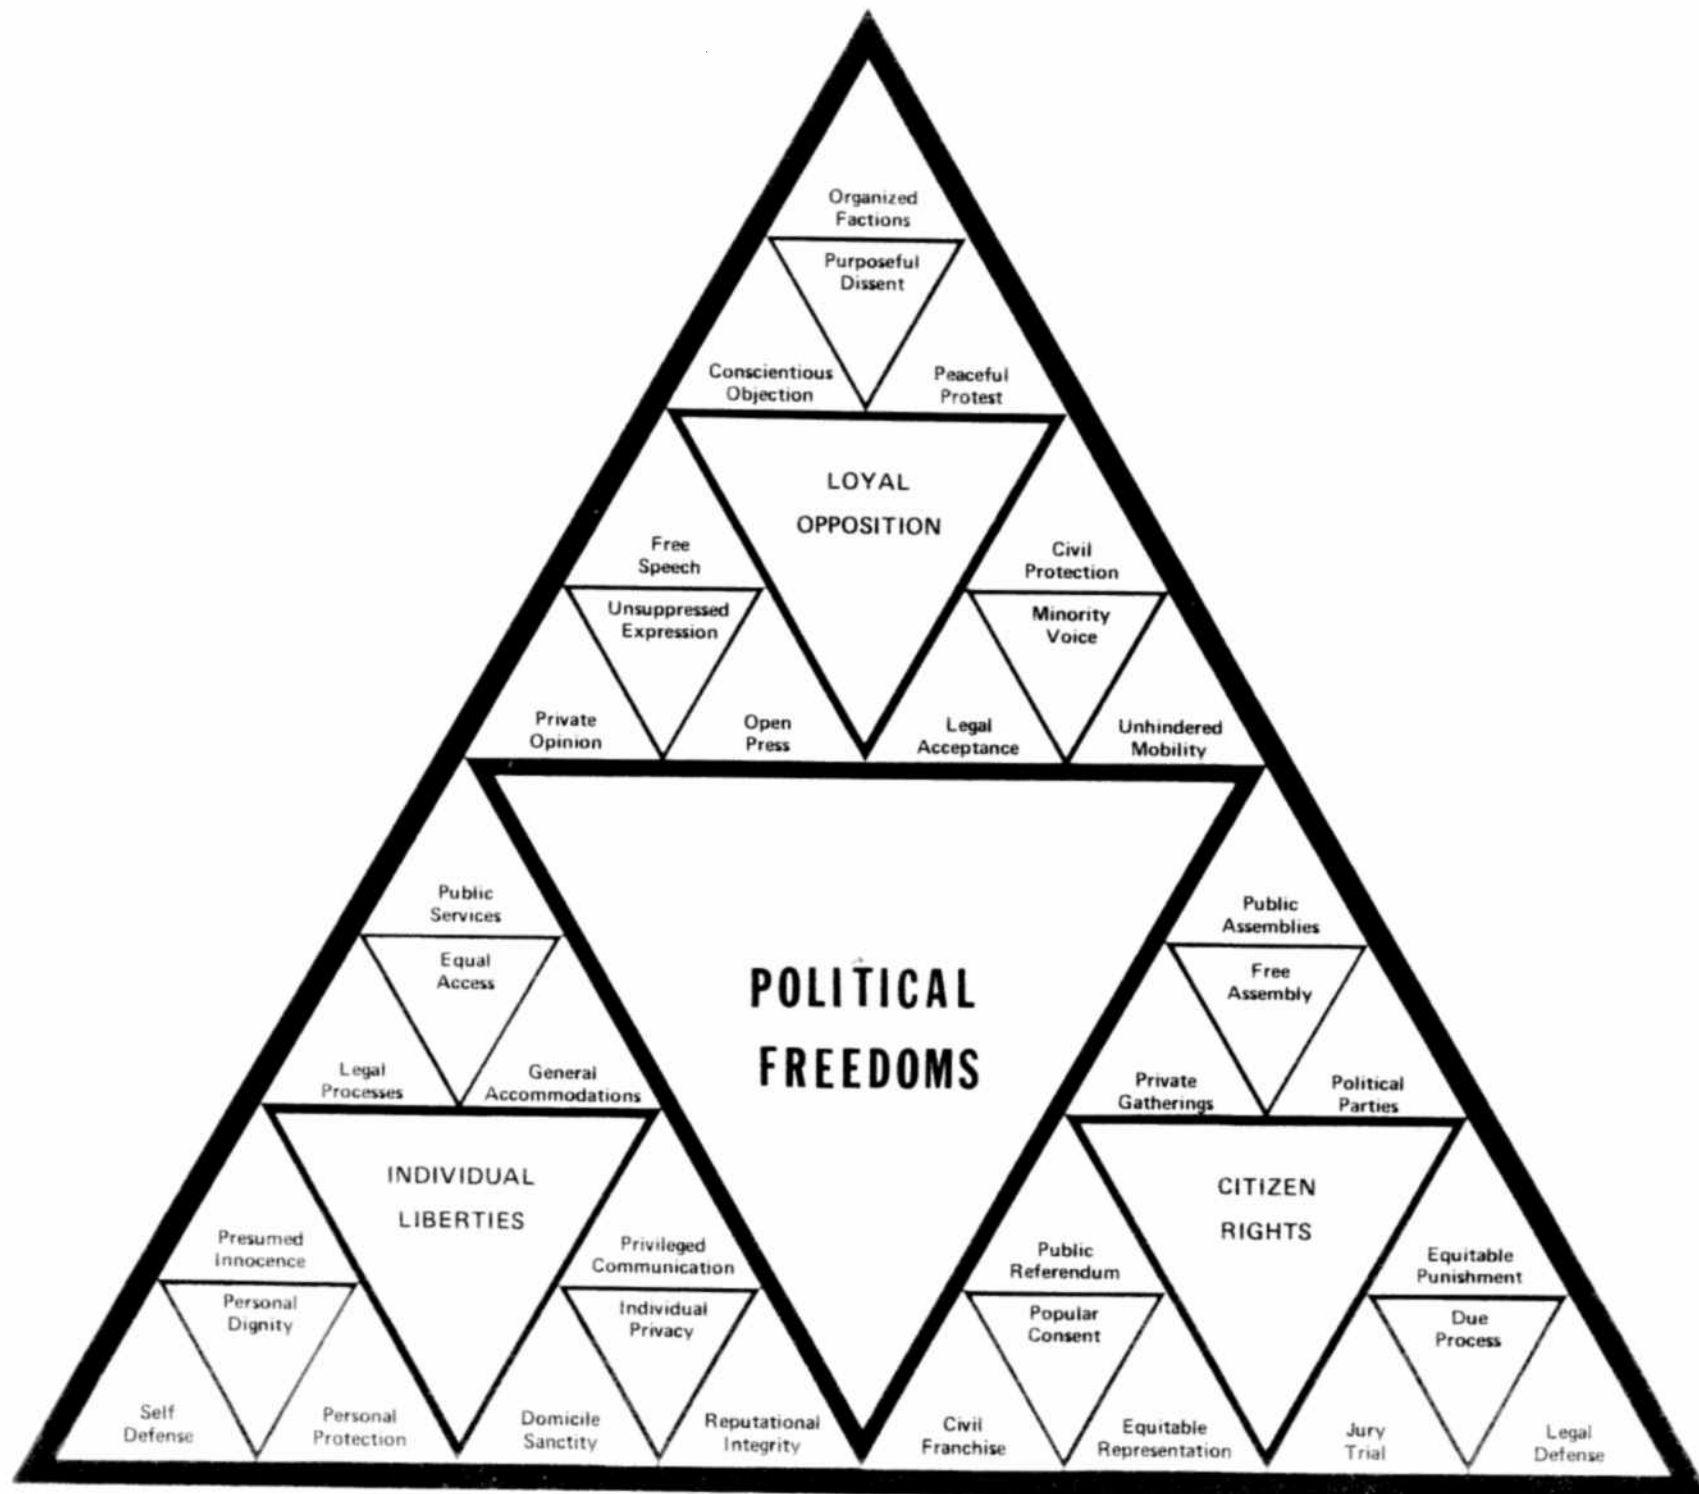 Organized
Factions
Purposeful
Dissent
Conscientious
Objection
Peaceful
Protest
LOYAL
OPPOSITION
Free
Speech
Unsuppressed
Expression
Private
Opinion
Open
Press
Civil
Protection
Minority
Voice
Legal
Acceptance
Unhindered
Mobility
POLITICAL
FREEDOMS
Public
Services
Equal
Access
Legal
Processes
General
Accommodations
INDIVIDUAL
LIBERTIES
Presumed
Innocence
Personal
Dignity
Self
Defense
Personal
Protection
Privileged
Communication
Individual
Privacy
Domicile
Sanctity
Reputational
Integrity
Public
Assemblies
Free
Assembly
Private
Gatherings
Political
Parties
CITIZEN
RIGHTS
Public
Referendum
Popular
Consent
Civil
Franchise
Equitable
Representation
Equitable
Punishment
Due
Process
Jury
Trial
Legal
Defense